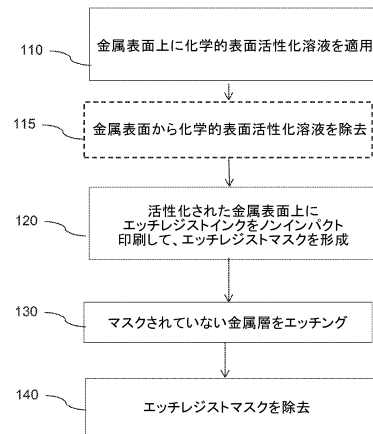 110
金属表面上に化学的表面活性化溶液を適用
115
金属表面から化学的表面活性化溶液を除去
120
活性化された金属表面上に
エッチレジストインクをノンインパクト
印刷して、エッチレジストマスクを形成
130
マスクされていない金属層をエッチング
140
エッチレジストマスクを除去